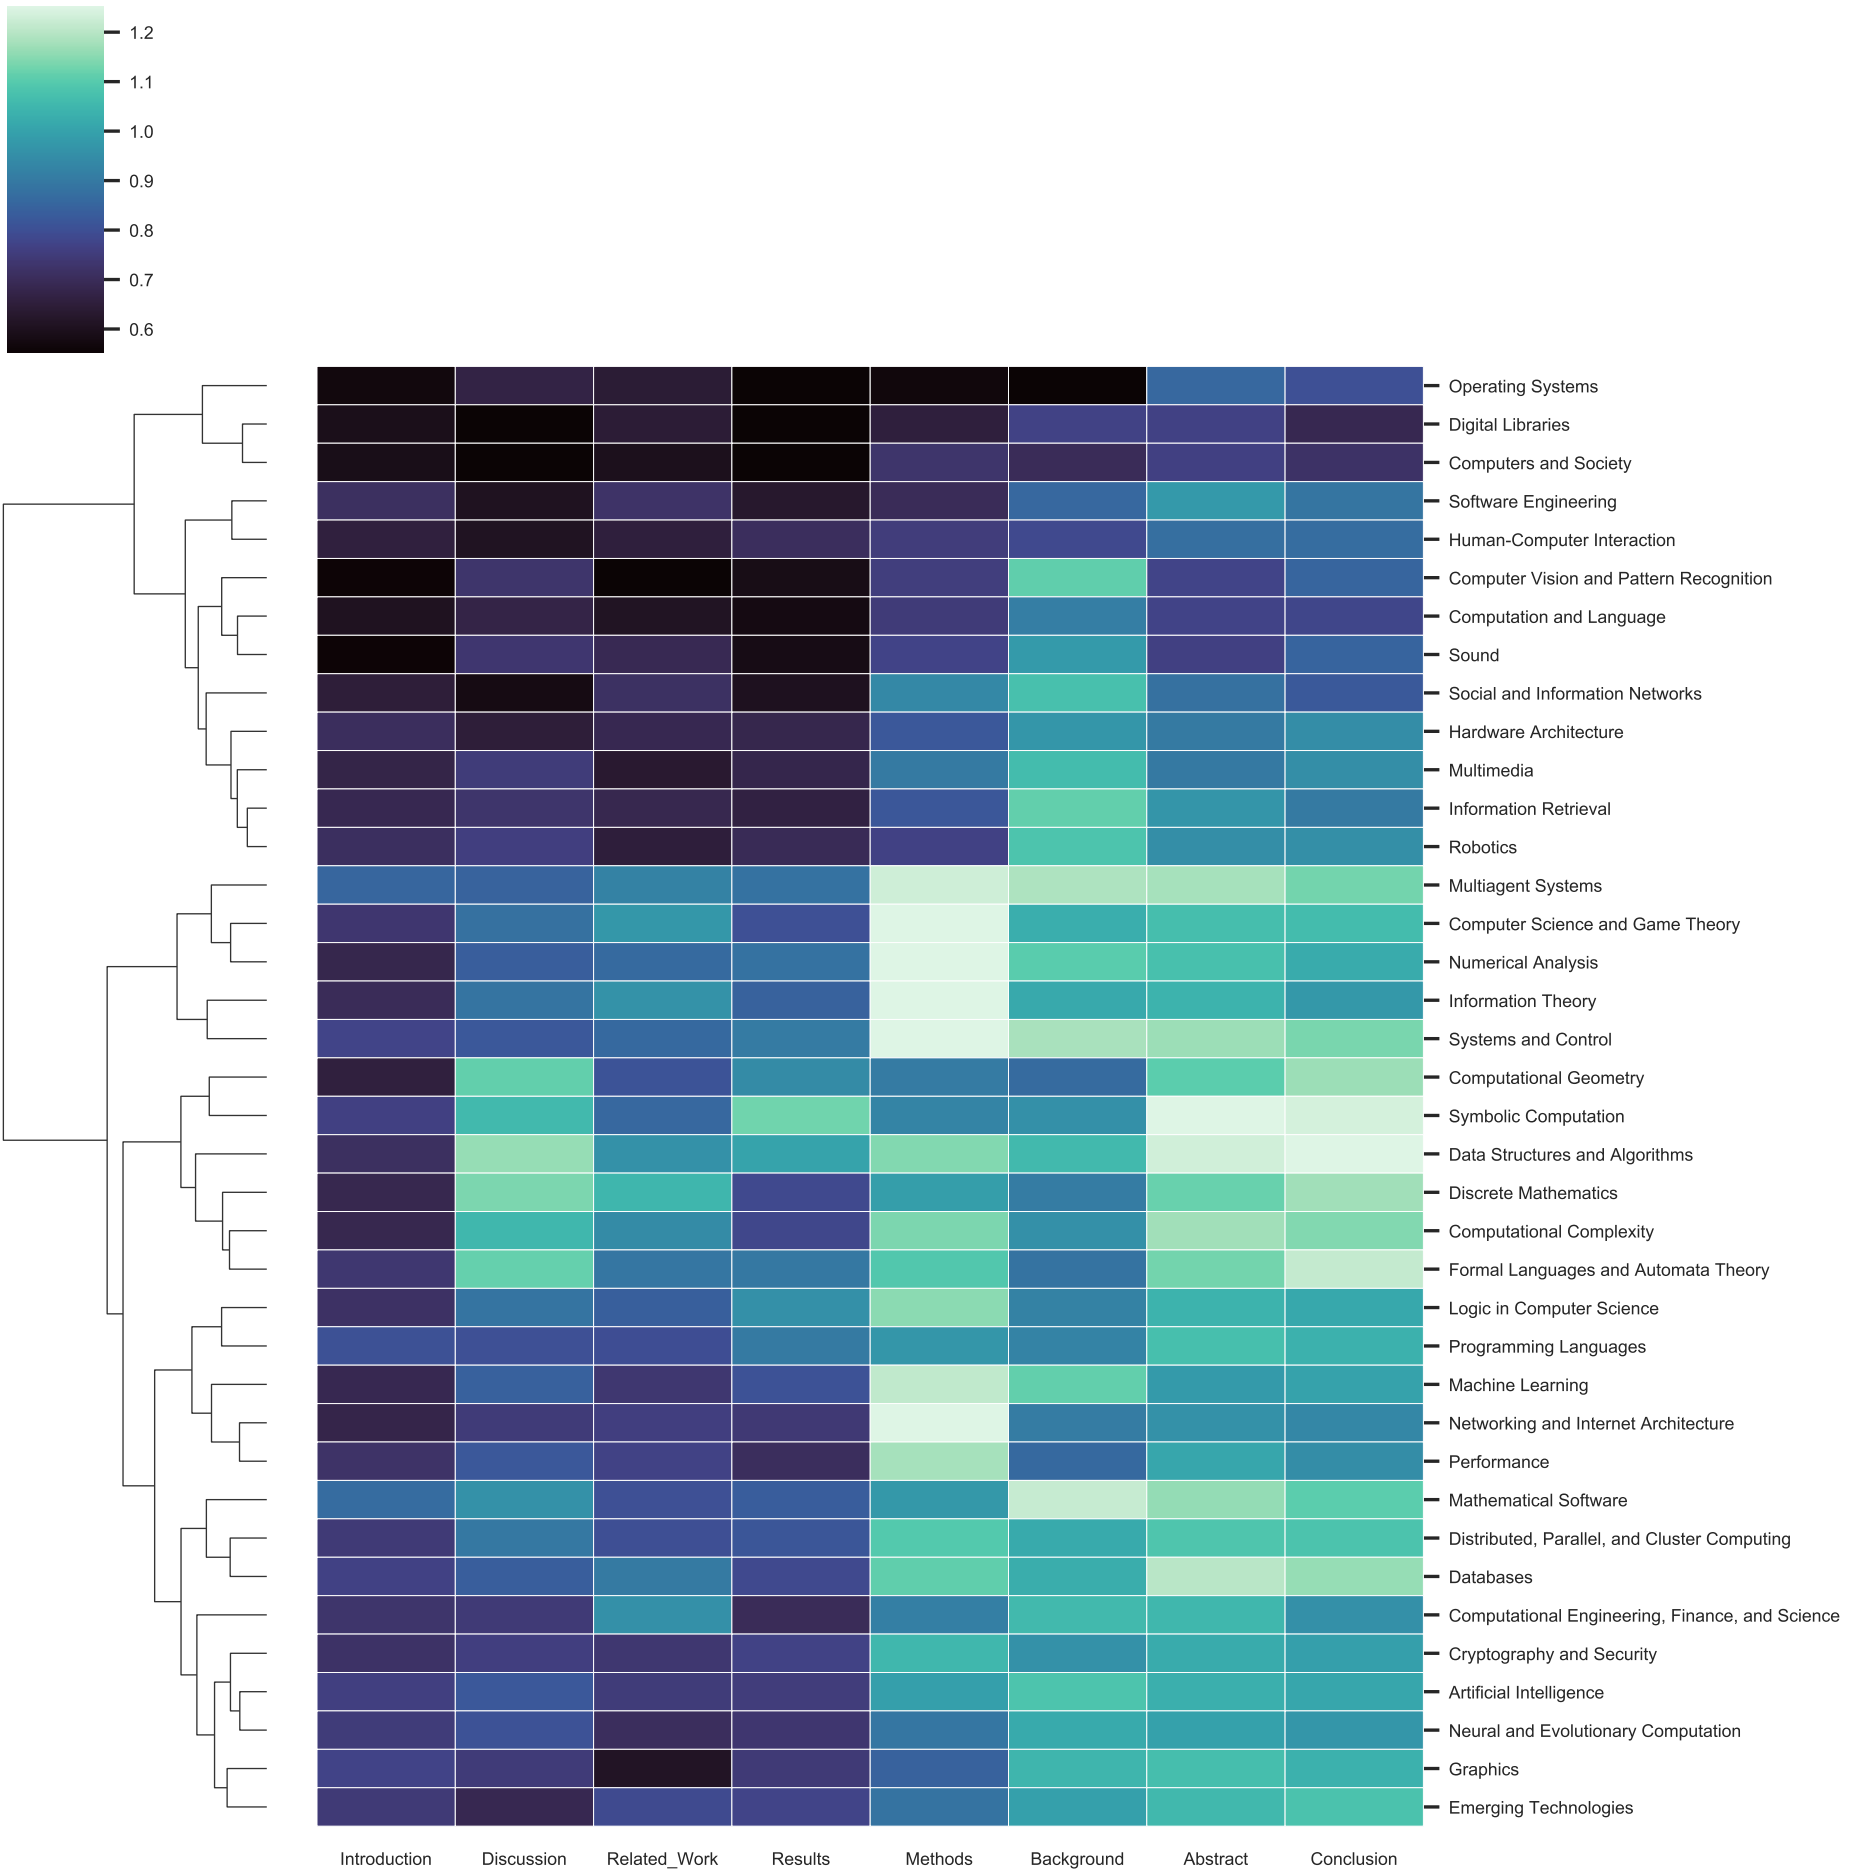 1.2
1.1
1.0
0.9
0.8
0.7
0.6
Operating Systems
Digital Libraries
Computers and Society
Software Engineering
Human-Computer Interaction
Computer Vision and Pattern Recognition
Computation and Language
Sound
Social and Information Networks
Hardware Architecture
Multimedia
Information Retrieval
Robotics
Multiagent Systems
Computer Science and Game Theory
Numerical Analysis
Information Theory
Systems and Control
Computational Geometry
Symbolic Computation
Data Structures and Algorithms
Discrete Mathematics
Computational Complexity
Formal Languages and Automata Theory
Logic in Computer Science
Programming Languages
Machine Learning
Networking and Internet Architecture
Performance
Mathematical Software
Distributed, Parallel, and Cluster Computing
Databases
Computational Engineering, Finance, and Science
Cryptography and Security
Artificial Intelligence
Neural and Evolutionary Computation
Graphics
Emerging Technologies
Introduction Discussion Related_Work Results Methods Background Abstract Conclusion